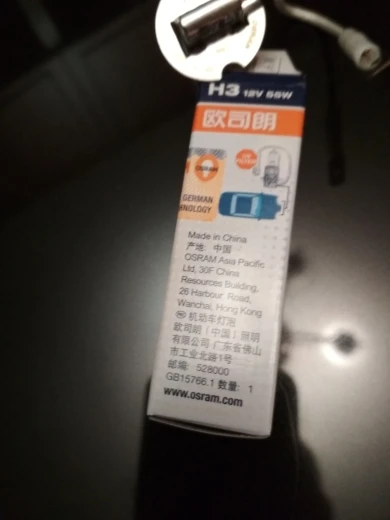 H3 12V 55W
欧司朗
OSRAM
GERMAN
Made in China
产地: 中国
OSRAM Asia Pacific
Ltd, 30F China
Resources Building,
26 Harbour Road,
Wanchai, Hong Kong
机动车灯泡
欧司朗(中国)照明
有限公司 广东省佛山
市工业北路1号
邮编: 528000
GB15766.1 数量: 1
www.osram.com